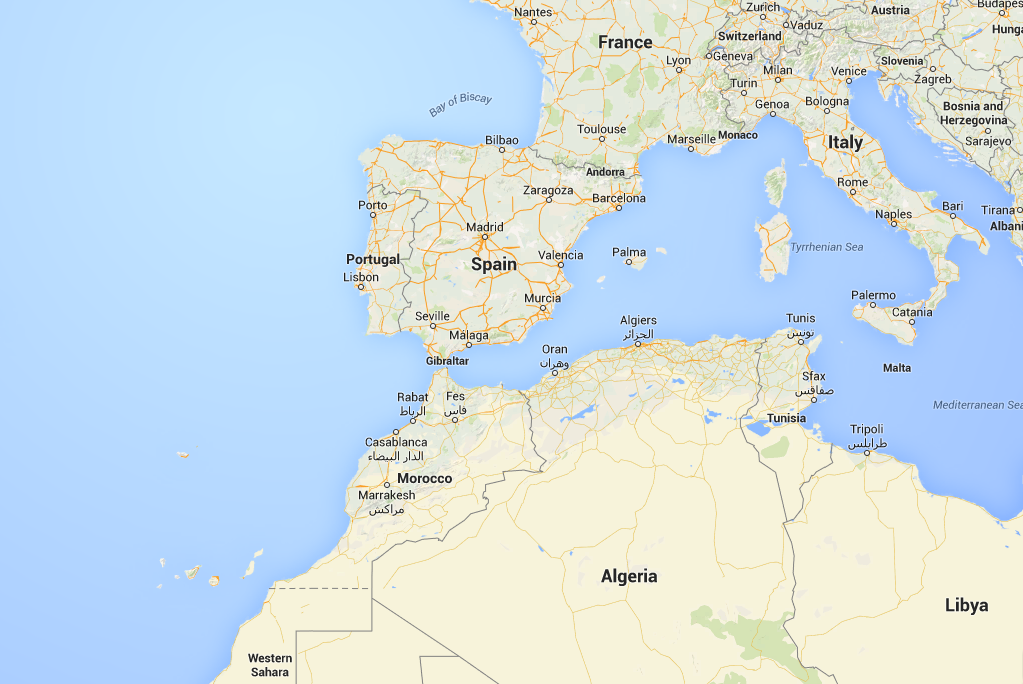 Nantes
Zurich
Vaduz
Austria
Budapes
France
Switzerland
Hunga
Geneva
Lyon
Milan
Slovenia
Venice
Zagreb
Turin
Bay of Biscay
Genoa
Bologna
Bosnia and
Herzegovina
Toulouse
Marseille
Monaco
Italy
Sarajevo
Bilbao
Andorra
Rome
Zaragoza
Barcelona
Porto
Bari
Tirana
Naples
Albani
Madrid
Portugal
Spain
Valencia
Palma
Tyrrhenian Sea
Lisbon
Murcia
Palermo
Catania
Seville
Málaga
Algiers
الجزائر
Tunis
تونس
Gibraltar
Oran
وهران
Malta
Sfax
صفاقس
Rabat
الرباط
Fes
فاس
Mediterranean Sea
Tunisia
Casablanca
الدار البيضاء
Tripoli
طرابلس
Morocco
Marrakesh
مراكش
Algeria
Libya
Western
Sahara